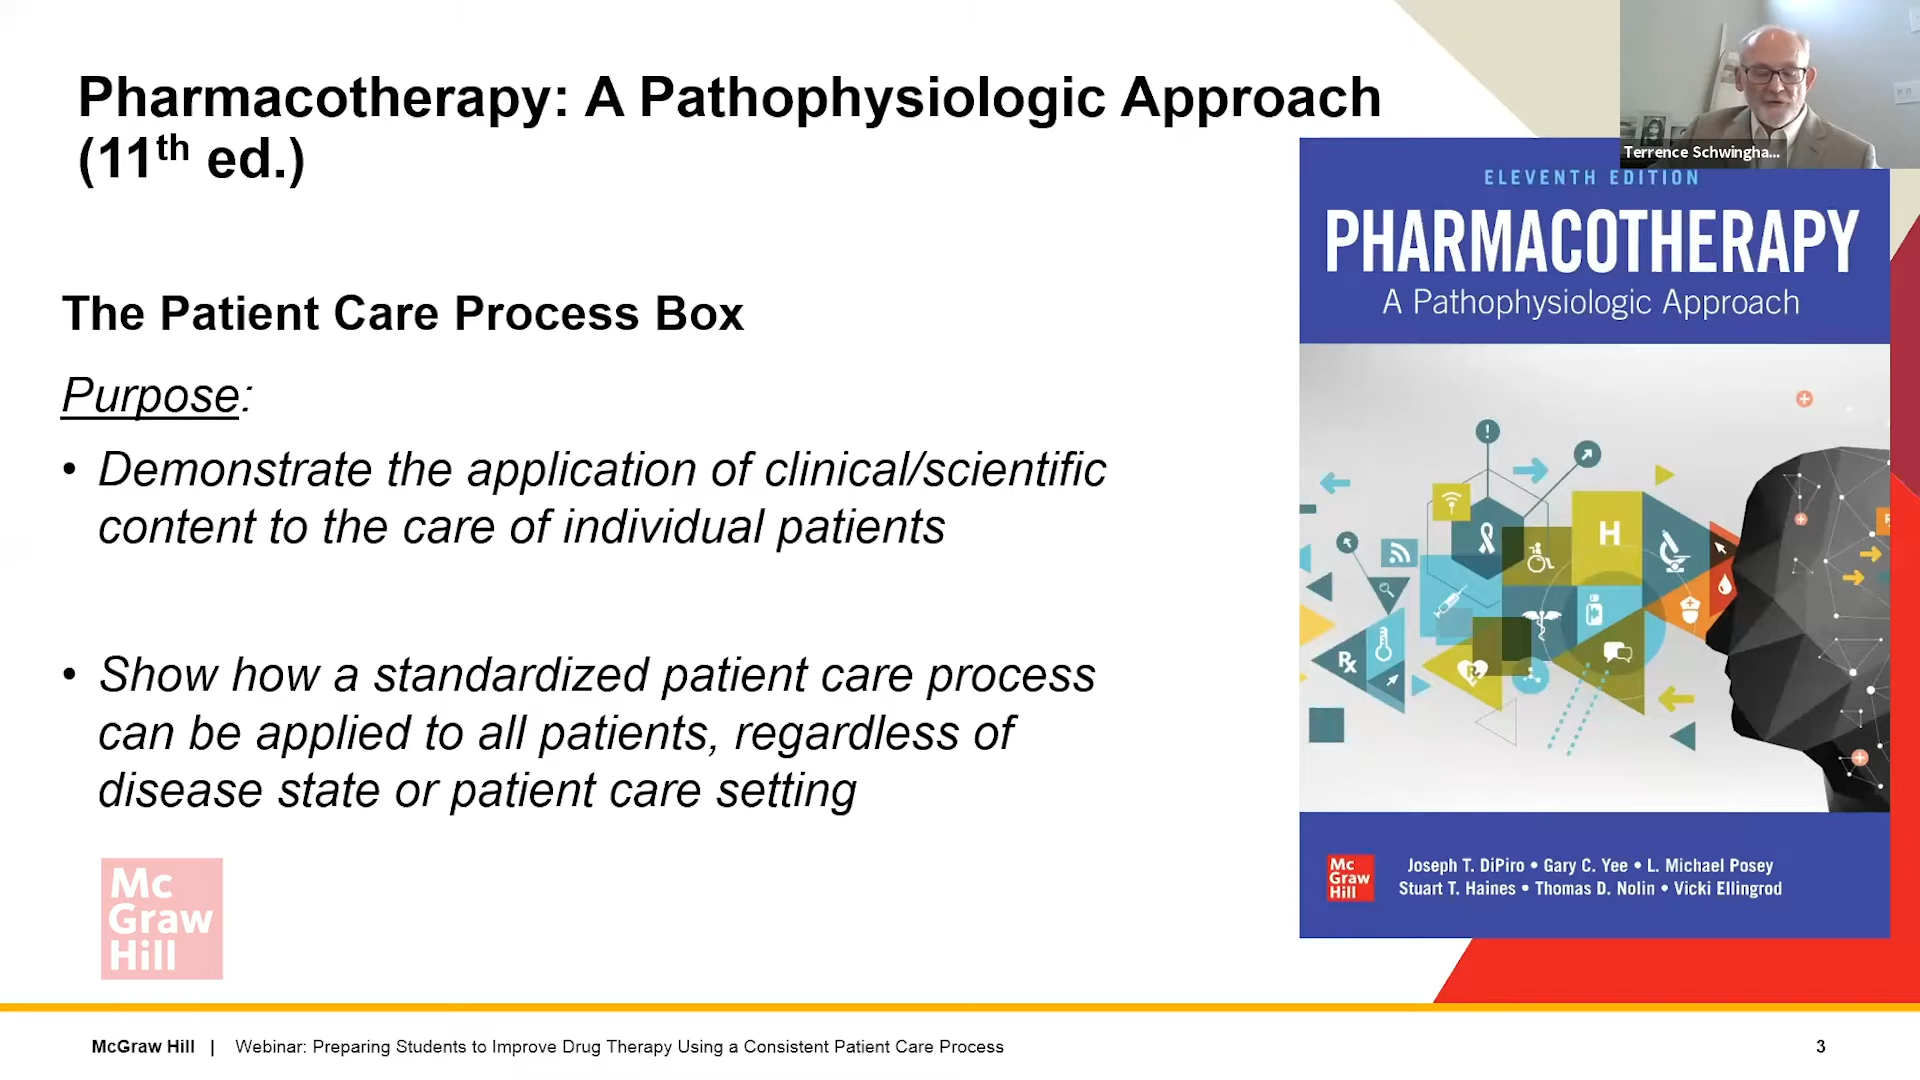 Pharmacotherapy: A Pathophysiologic Approach
(11th ed.)
Terrence Schwingha...
The Patient Care Process Box
Purpose:
• Demonstrate the application of clinical/scientific
content to the care of individual patients
• Show how a standardized patient care process
can be applied to all patients, regardless of
disease state or patient care setting
Mc
Graw
Hill
ELEVENTH EDITION
PHARMACOTHERAPY
A Pathophysiologic Approach
H
Rx
Mc
Graw
Hill
Joseph T. DiPiro • Gary C. Yee • L. Michael Posey
Stuart T. Haines • Thomas D. Nolin • Vicki Ellingrod
McGraw Hill | Webinar: Preparing Students to Improve Drug Therapy Using a Consistent Patient Care Process
3